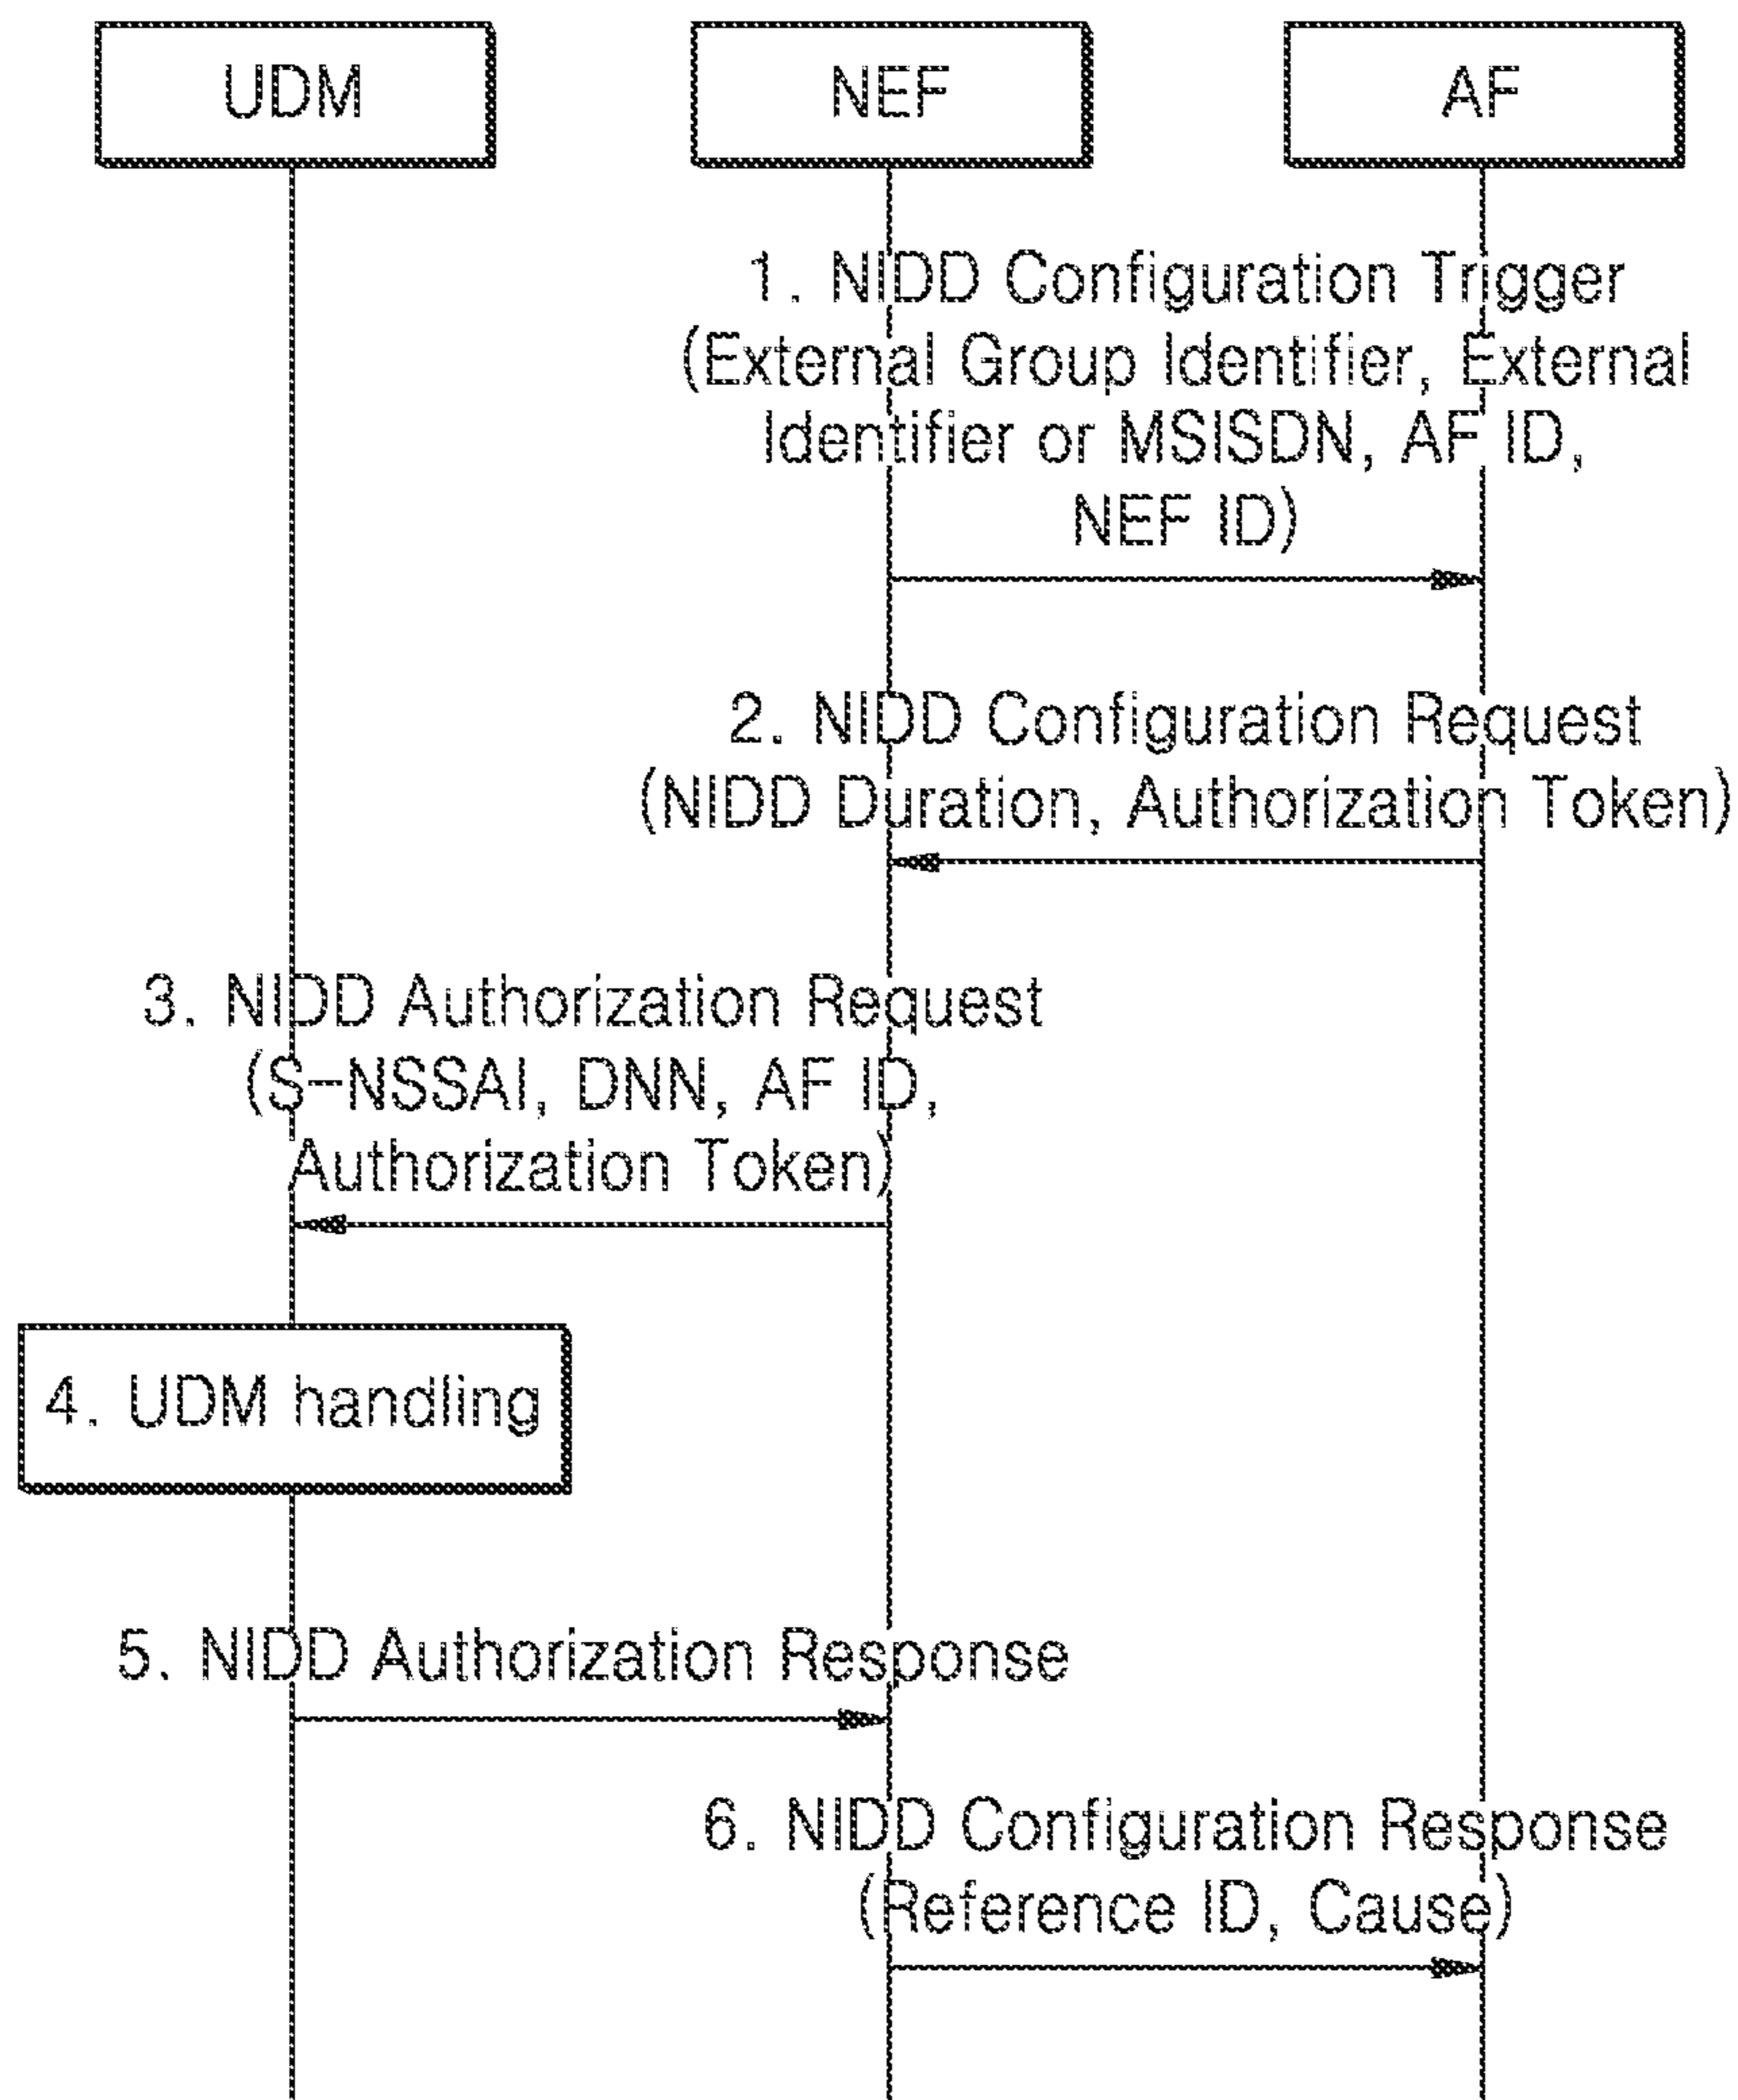 UDM
NEF
AF
1. NIDD Configuration Trigger
(External Group Identifier, External
Identifier or MSISDN, AF ID,
NEF ID)
2. NIDD Configuration Request
(NIDD Duration, Authorization Token)
3. NIDD Authorization Request
(S-NSSAI, DNN, AF ID,
Authorization Token)
4. UDM handling
5. NIDD Authorization Response
6. NIDD Configuration Response
(Reference ID, Cause)